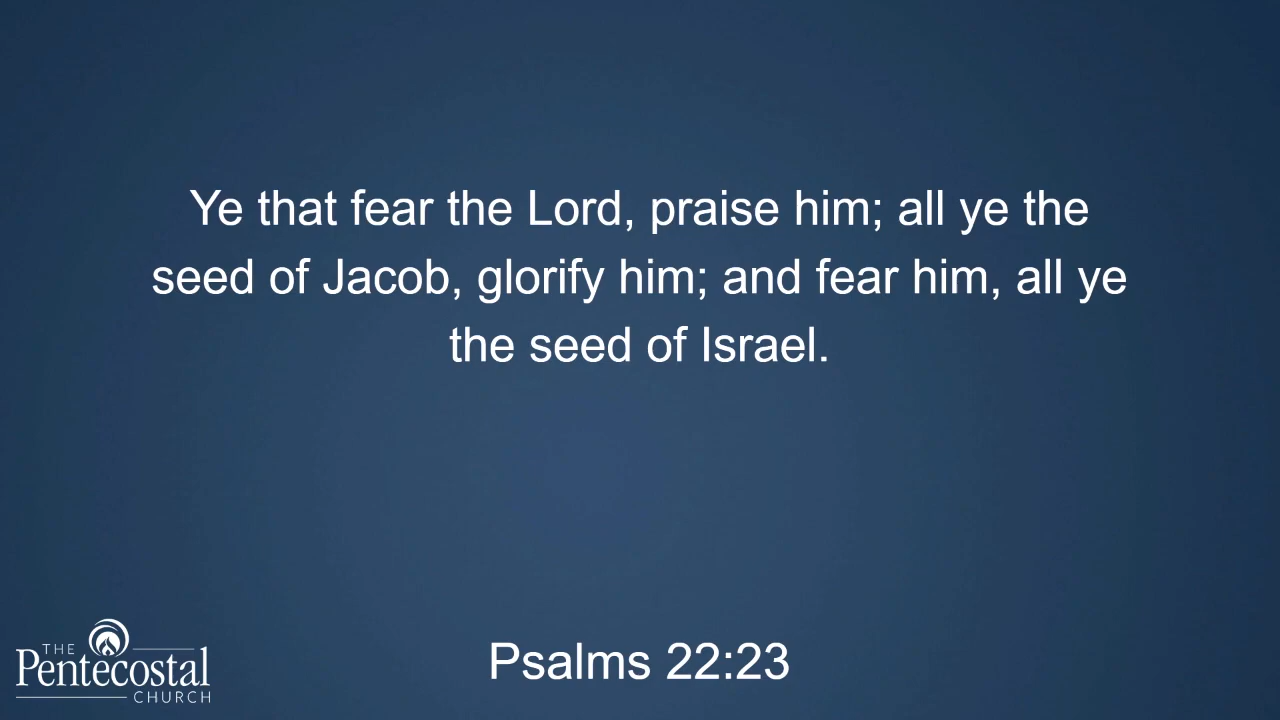 Ye that fear the Lord, praise him; all ye the
seed of Jacob, glorify him; and fear him, all ye
the seed of Israel.
Psalms 22:23
THE
Pentecostal
CHURCH